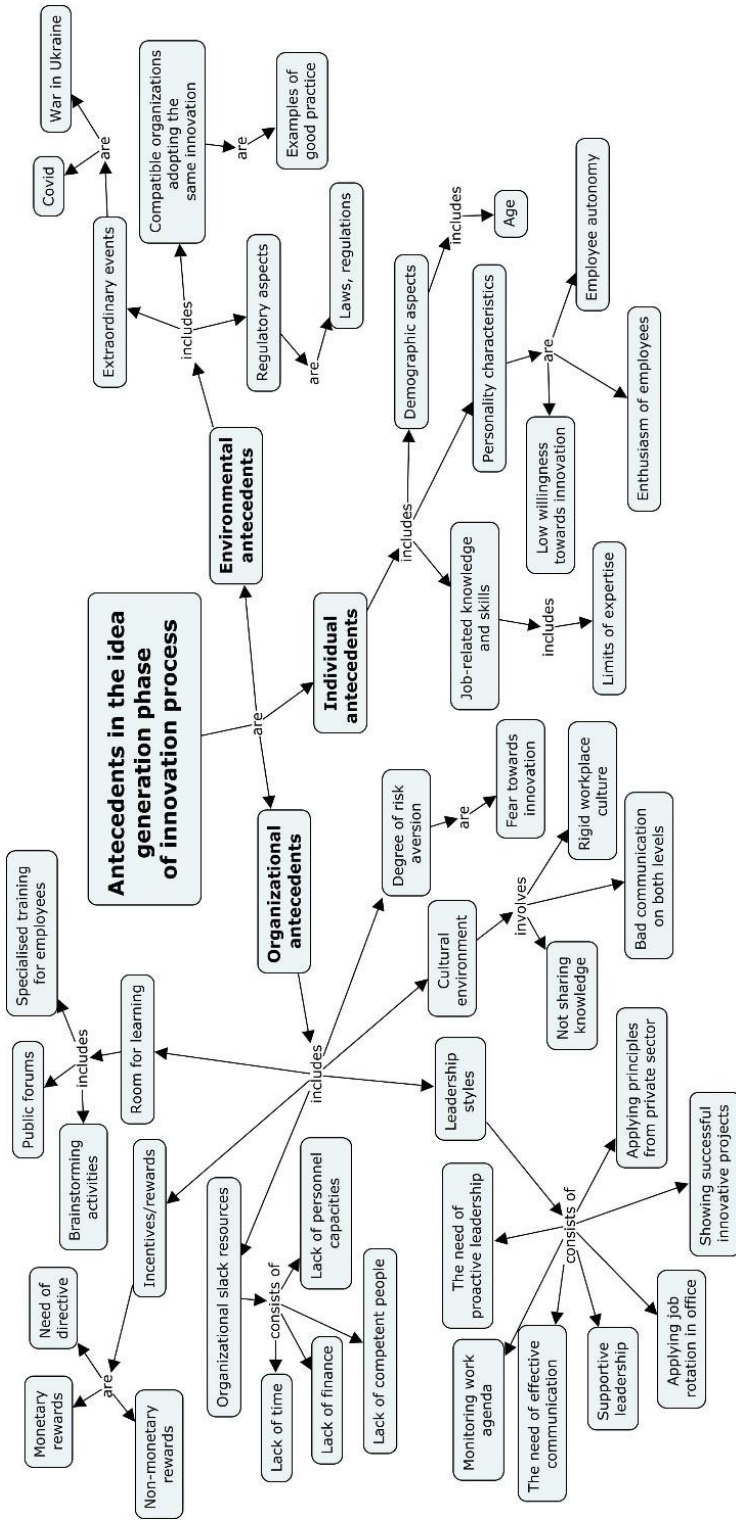 Antecedents in the idea
generation phase
of innovation process
are
Organizational
antecedents
Environmental
antecedents
Individual
antecedents
includes
Room for learning
includes
Specialised training
for employees
Public forums
Brainstorming
activities
Incentives/rewards
are
Need of
directive
Monetary
rewards
Non-monetary
rewards
Organizational slack resources
consists of
Lack of time
Lack of finance
Lack of personnel
capacities
Lack of competent people
Leadership
styles
consists of
The need of
proactive leadership
Monitoring work
agenda
The need of effective
communication
Supportive
leadership
Applying job
rotation in office
Showing successful
innovative projects
Applying principles
from private sector
Cultural
environment
involves
Not sharing
knowledge
Bad communication
on both levels
Rigid workplace
culture
Degree of risk
aversion
are
Fear towards
innovation
includes
Extraordinary events
are
Covid
War in Ukraine
Compatible organizations
adopting the
same innovation
are
Examples of
good practice
Regulatory aspects
are
Laws, regulations
includes
Demographic aspects
includes
Age
Personality characteristics
are
Low willingness
towards innovation
Enthusiasm of employees
Employee autonomy
Job-related knowledge
and skills
includes
Limits of expertise